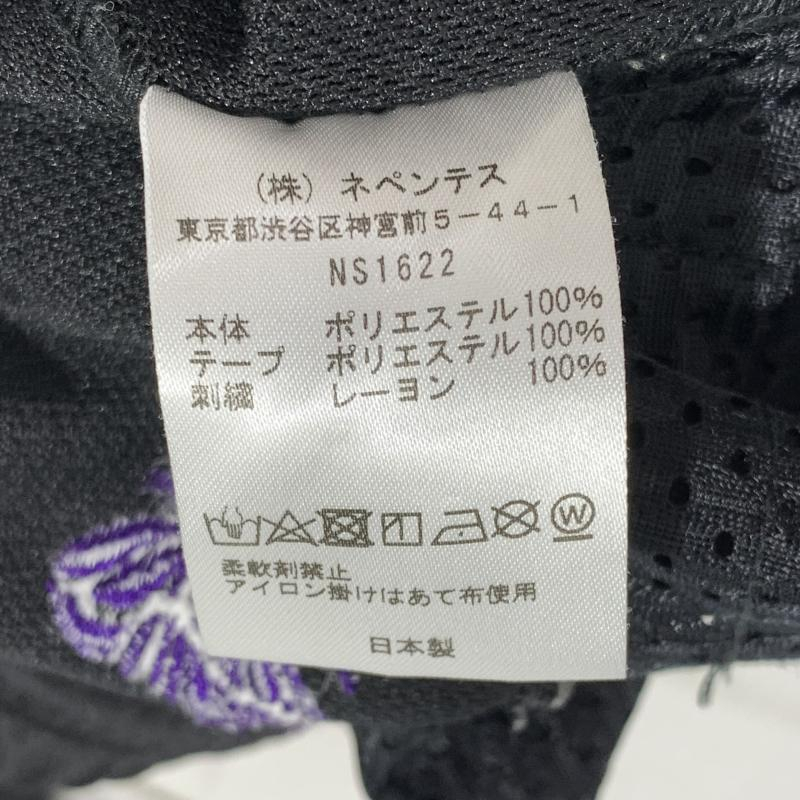 (株) ネペンテス
東京都渋谷区神宮前5-44-1
NS1622
本体 ポリエステル100%
テープ ポリエステル100%
刺繍 レーヨン 100%
W
柔軟剤禁止
アイロン掛けはあて布使用
日本製